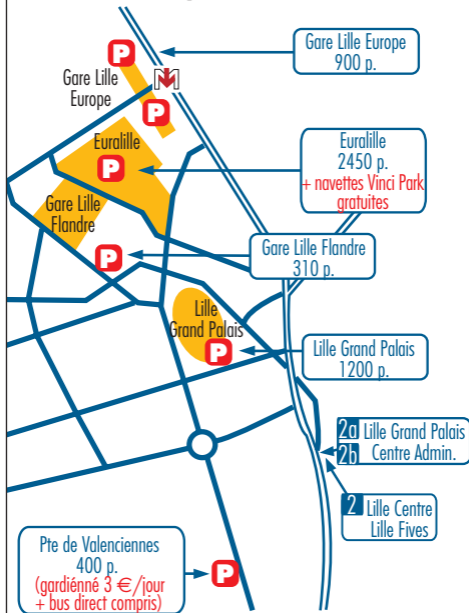 P
Gare Lille Europe
900 p.
Gare Lille
Europe
M
P
Euralille
P
Euralille
2450 p.
+ navettes Vinci Park
gratuites
Gare Lille
Flandre
P
Gare Lille Flandre
310 p.
Lille
Grand Palais
P
Lille Grand Palais
1200 p.
2a Lille Grand Palais
2b Centre Admin.
2 Lille Centre
Lille Fives
Pte de Valenciennes
400 p.
(gardiénné 3 €/jour
+ bus direct compris)
P